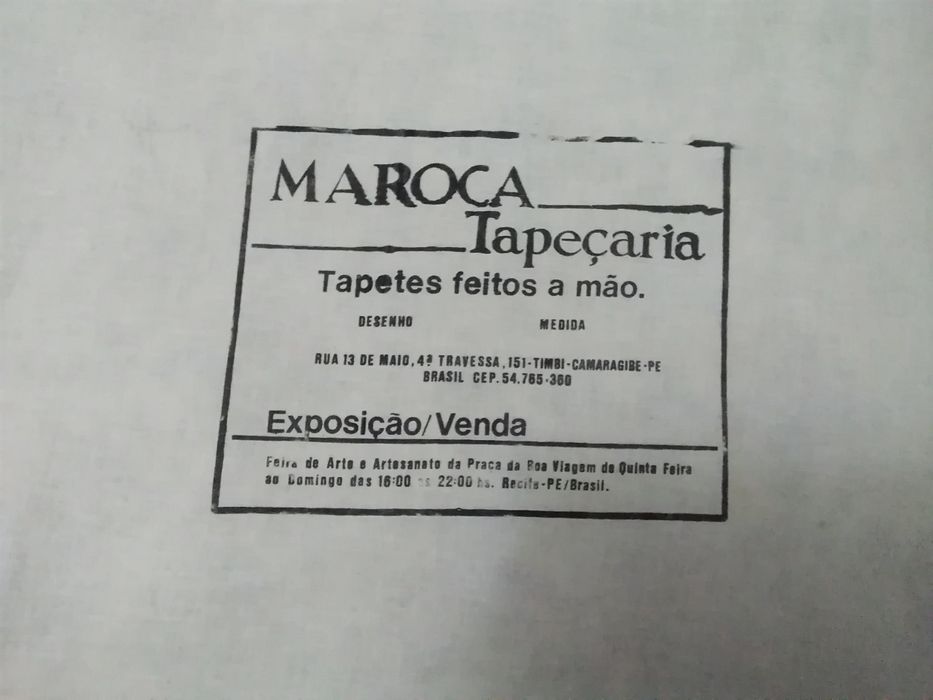 MAROCA
Tapeçaria
Tapetes feitos a mão.
DESENHO MEDIDA
RUA 13 DE MAIO, 4ª TRAVESSA, 151-TIMBI-CAMARAGIBE-PE
BRASIL CEP. 54.765-360
Exposição/Venda
Feira de Arte e Artesanato da Praca da Boa Viagem de Quinta Feira
ao Domingo das 16:00 as 22:00 hs. Recife-PE/Brasil.